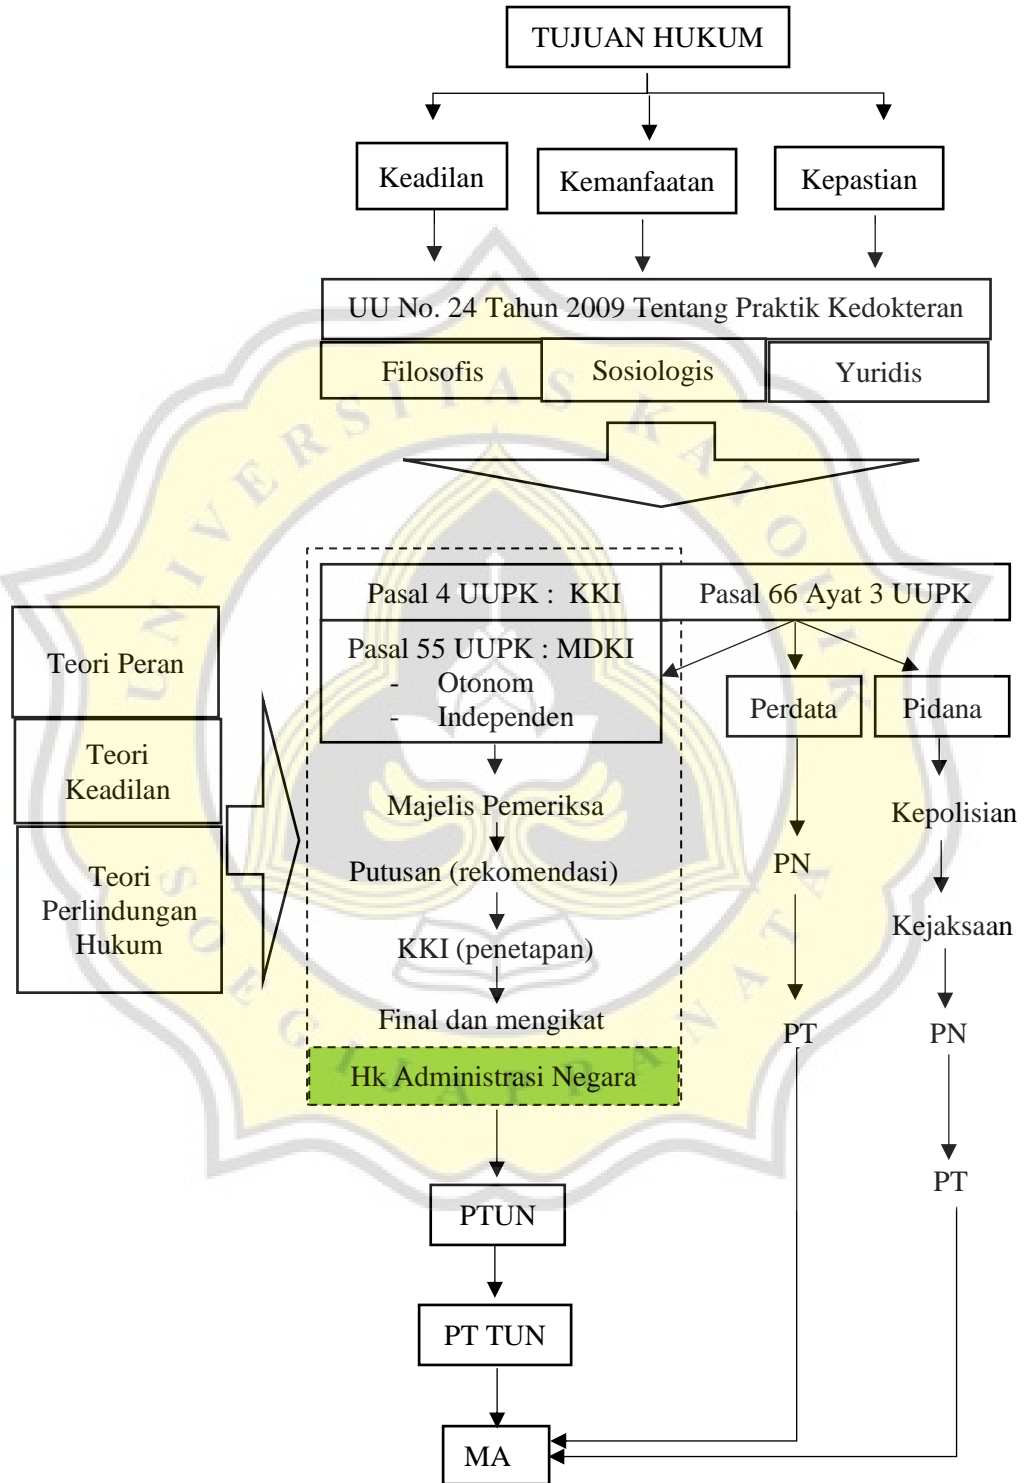 TUJUAN HUKUM
Keadilan
Kemanfaatan
Kepastian
UU No. 24 Tahun 2009 Tentang Praktik Kedokteran
Filosofis
Sosiologis
Yuridis
Pasal 4 UUPK : KKI
Pasal 66 Ayat 3 UUPK
Pasal 55 UUPK : MDKI
- Otonom
- Independen
Perdata
Pidana
Teori Peran
Teori
Keadilan
Teori
Perlindungan
Hukum
Majelis Pemeriksa
Putusan (rekomendasi)
KKI (penetapan)
Final dan mengikat
Hk Administrasi Negara
PTUN
PT TUN
MA
PN
PT
Kepolisian
Kejaksaan
PN
PT
UNIVERSITAS KATOLIK
SOEGIJAPRANATA